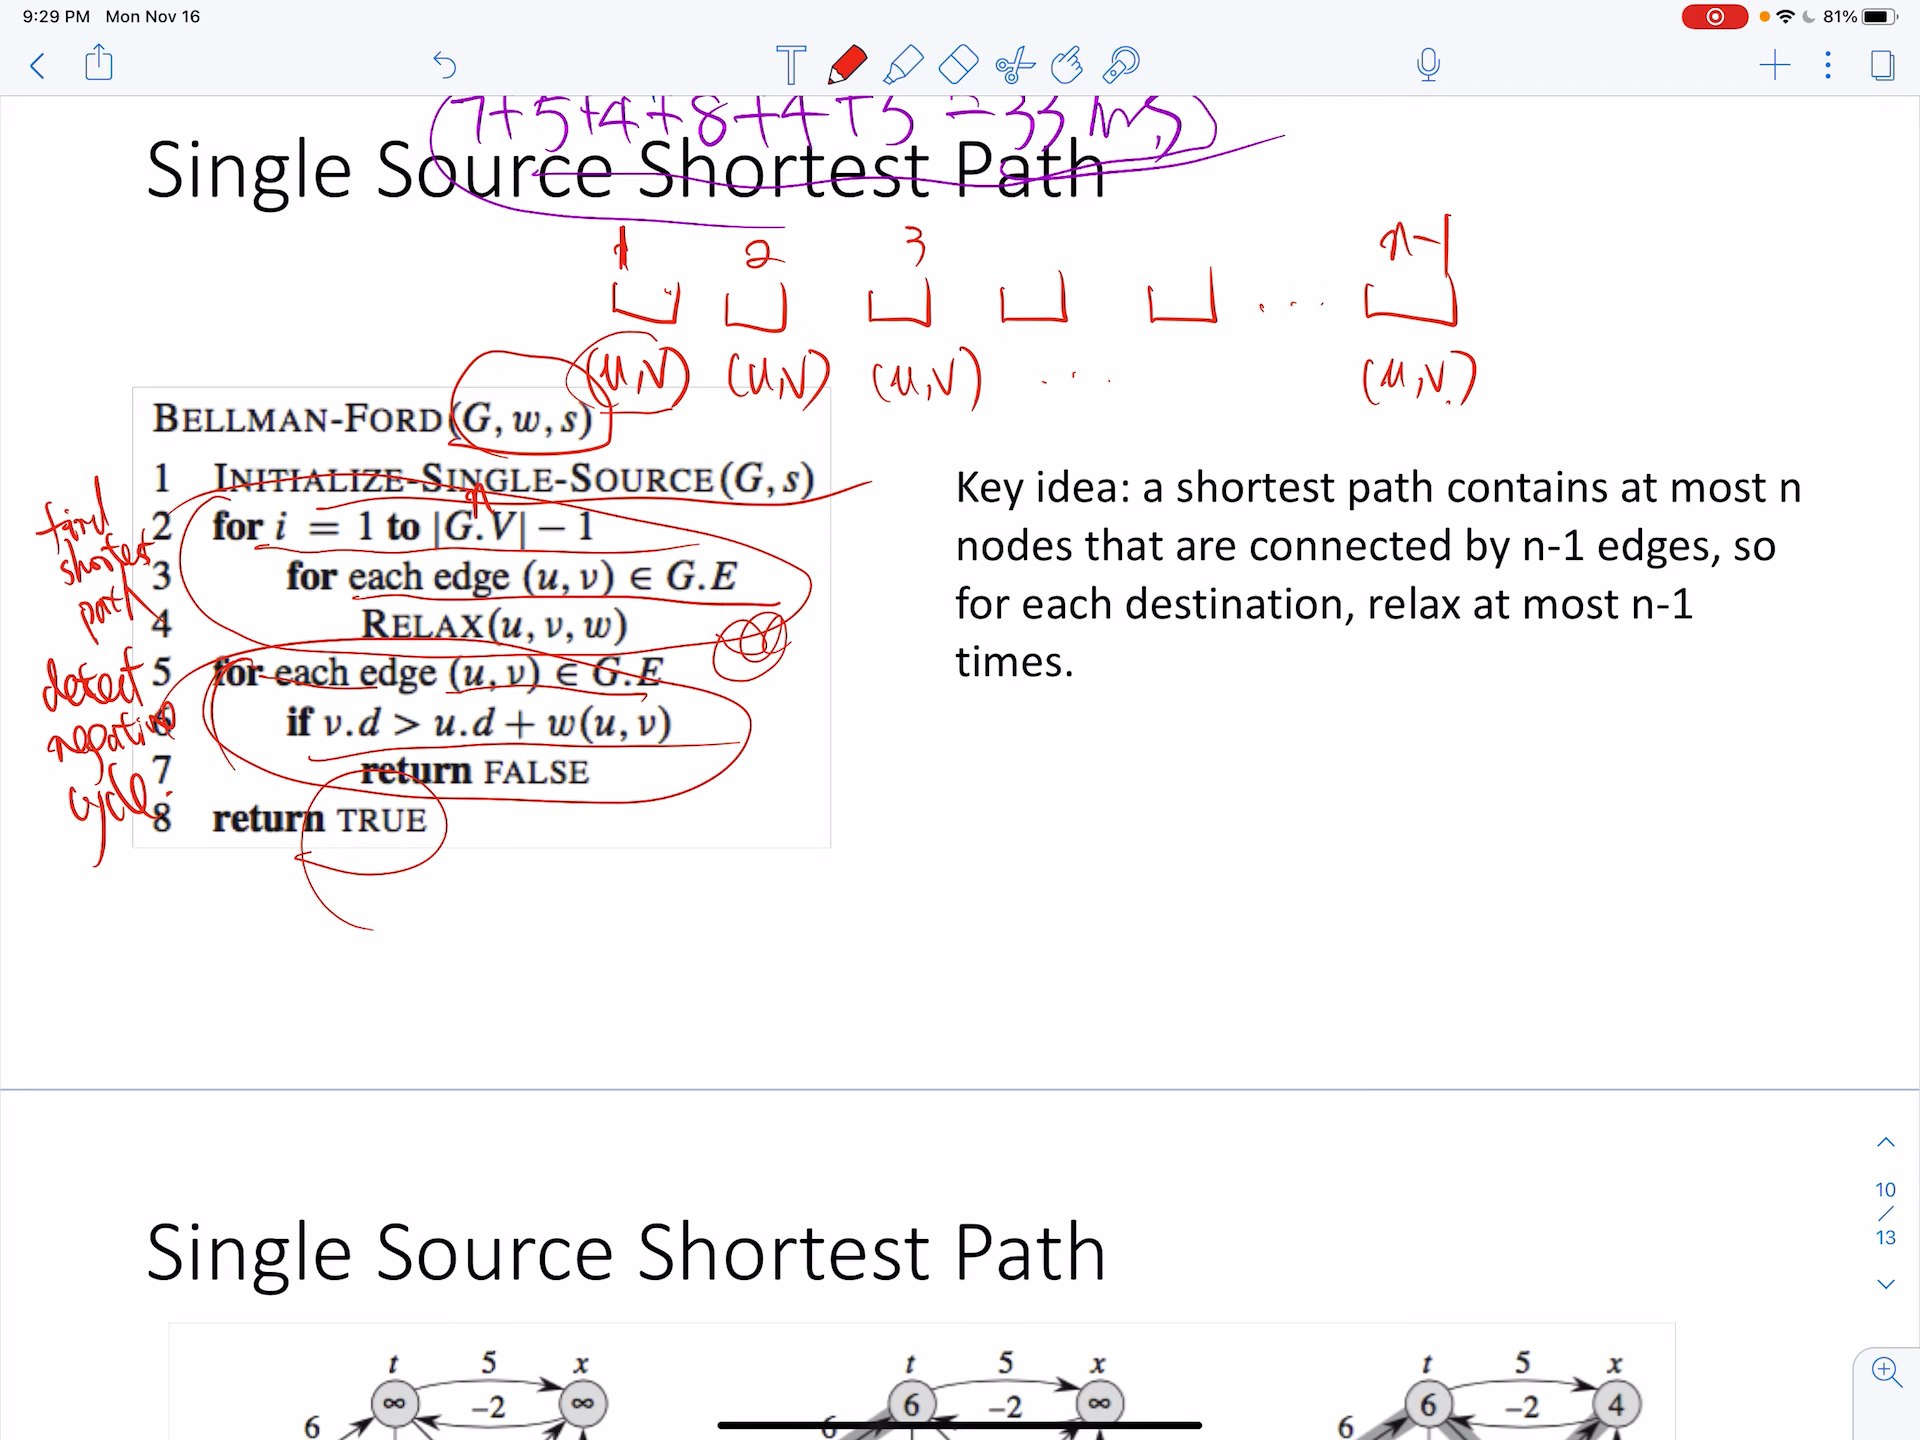 9:29 PM Mon Nov 16
81%
7+5+4+8+4+5 = 33 hrs
Single Source Shortest Path
1 2 3 n-1
(u,v) (u,v) (u,v) ... (u,v)
BELLMAN-FORD(G, w, s)
1 INITIALIZE-SINGLE-SOURCE(G, s)
n
2 for i = 1 to |G.V| − 1
3 for each edge (u, v) ∈ G.E
4 RELAX(u, v, w)
5 for each edge (u, v) ∈ G.E
6 if v.d > u.d + w(u, v)
7 return FALSE
8 return TRUE
find
shortest
path
detect
negative
cycle.
Key idea: a shortest path contains at most n
nodes that are connected by n-1 edges, so
for each destination, relax at most n-1
times.
10
/
13
Single Source Shortest Path
t 5 x t 5 x t 5 x
∞ −2 ∞ 6 −2 ∞ 6 −2 4
6 6 6